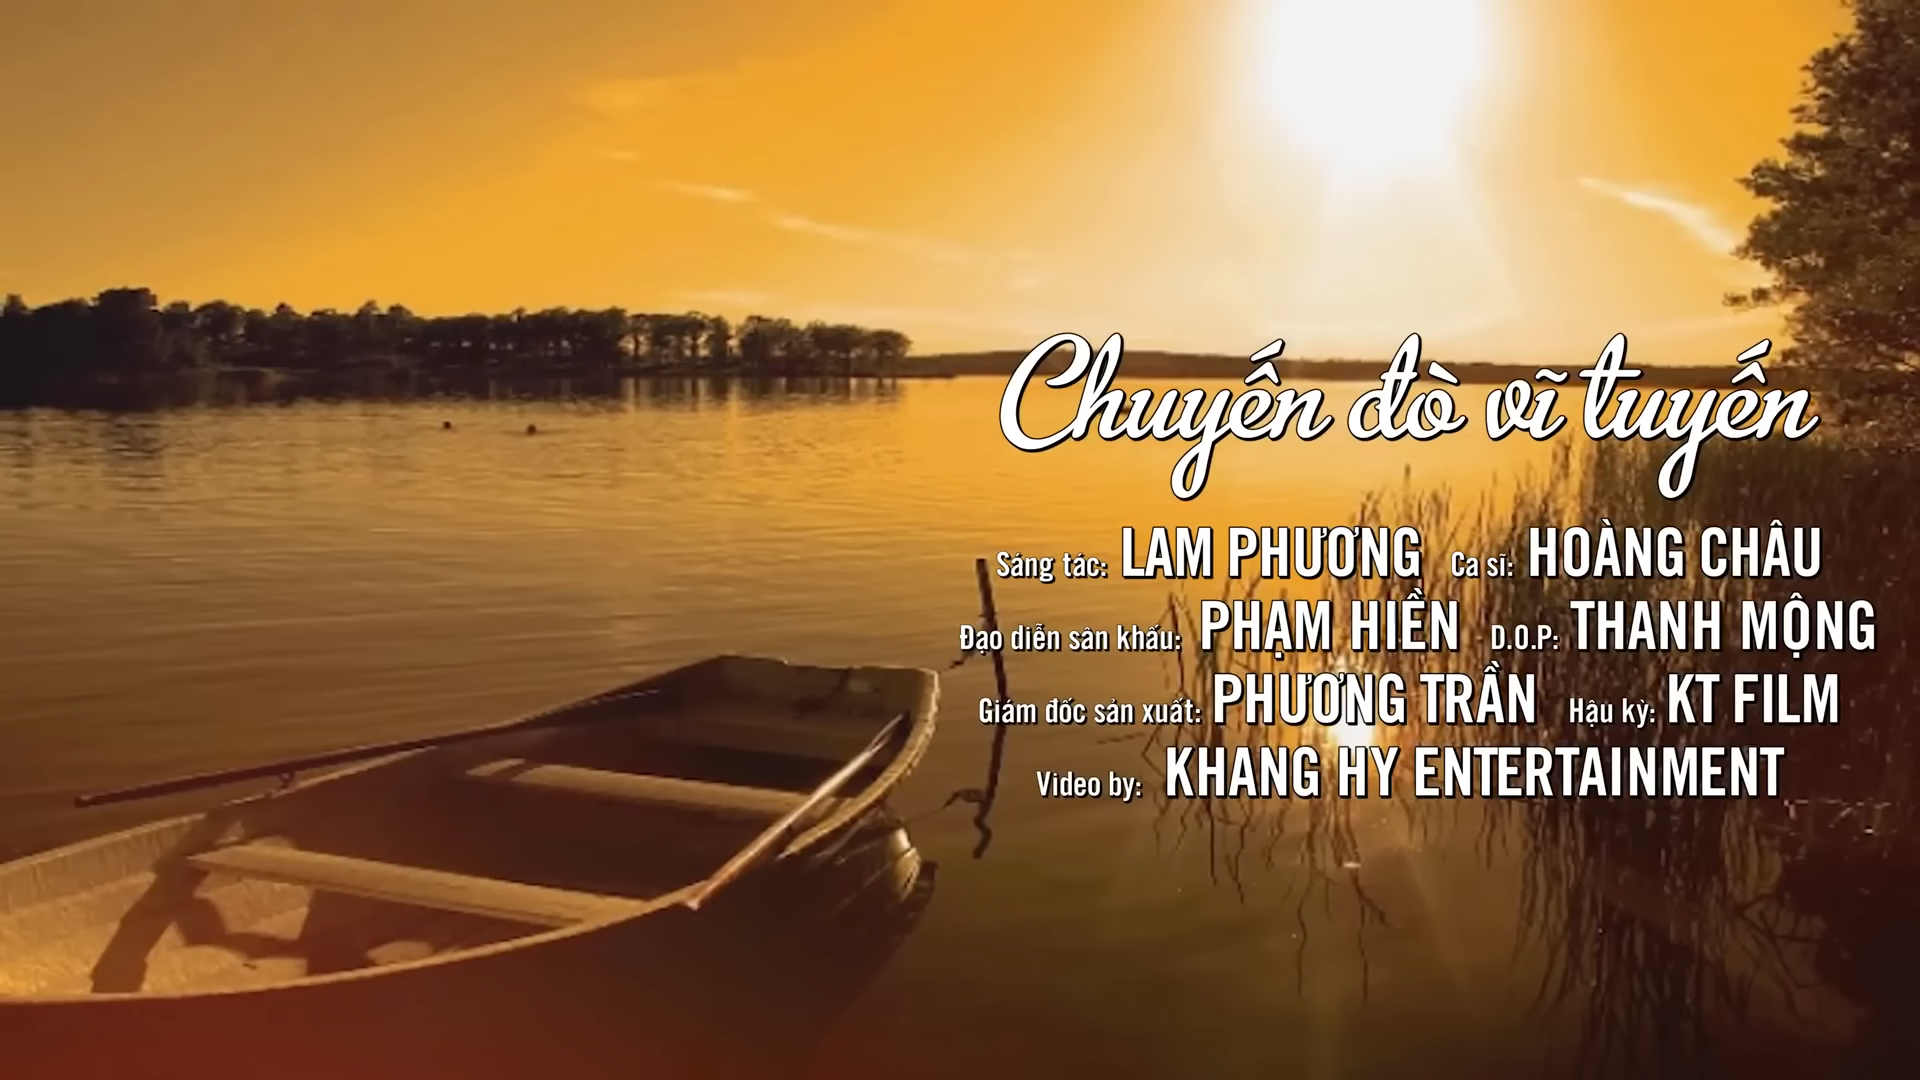 Chuyến đò vĩ tuyến
Sáng tác: LAM PHƯƠNG Ca sĩ: HOÀNG CHÂU
Đạo diễn sân khấu: PHẠM HIỀN D.O.P: THANH MỘNG
Giám đốc sản xuất: PHƯƠNG TRẦN Hậu kỳ: KT FILM
Video by: KHANG HY ENTERTAINMENT